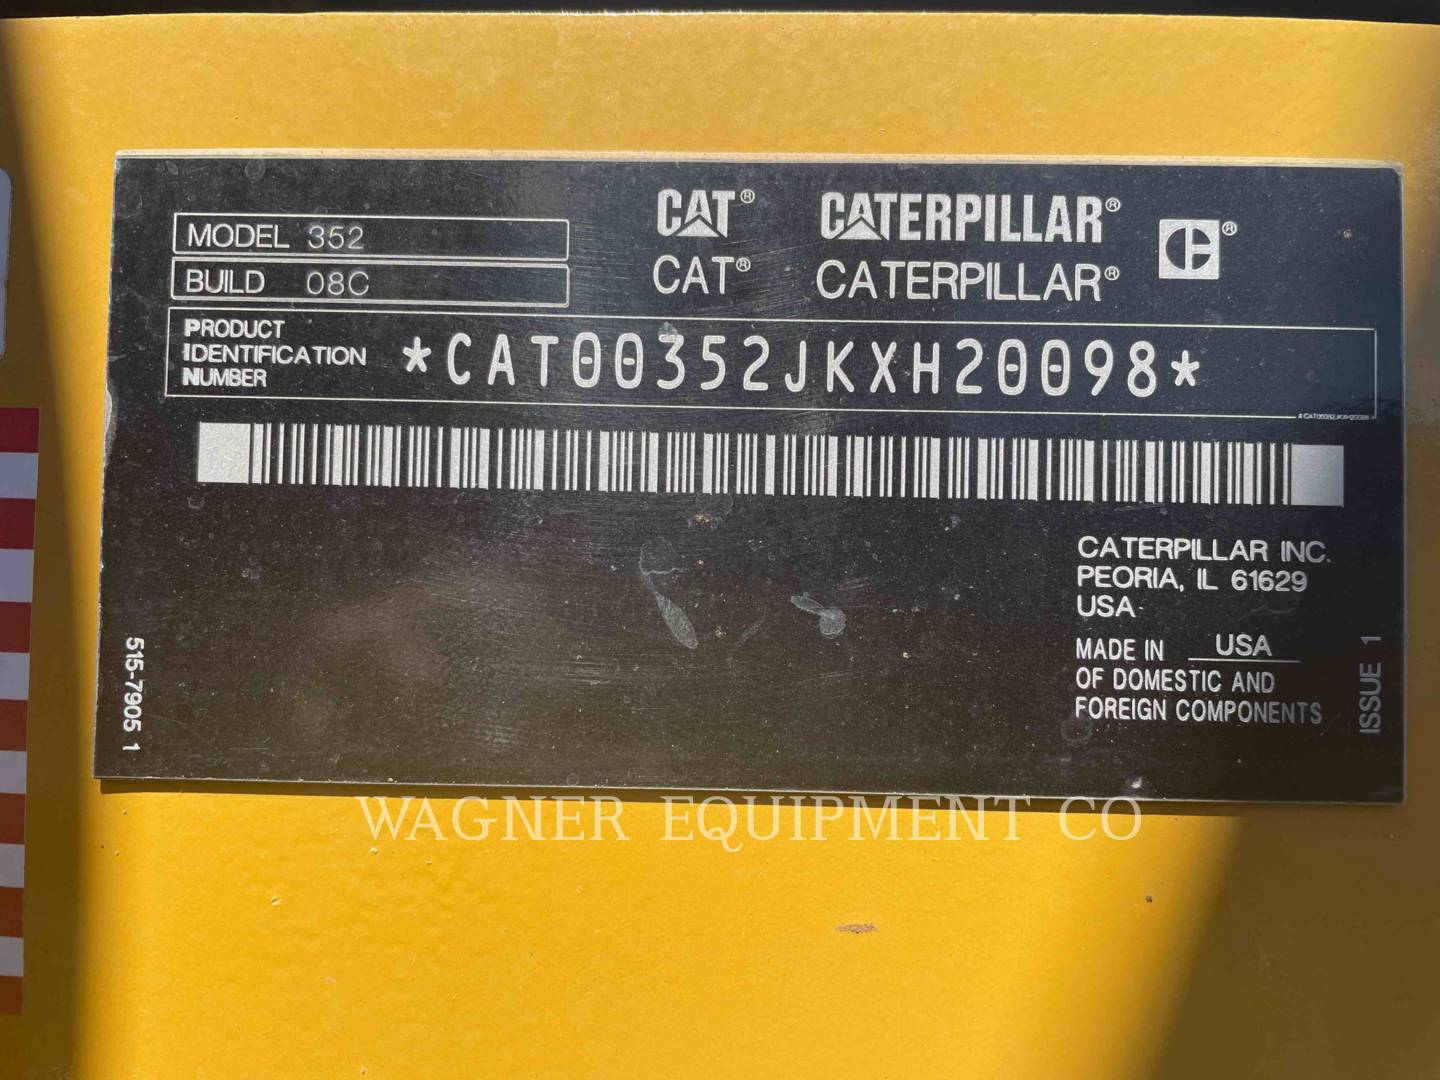 MODEL 352
BUILD 08C
CAT® CATERPILLAR® ®
CAT® CATERPILLAR®
PRODUCT
IDENTIFICATION
NUMBER
*CAT00352JKXH20098*
*CAT00352JKXH20098*
CATERPILLAR INC.
PEORIA, IL 61629
USA
MADE IN USA
OF DOMESTIC AND
FOREIGN COMPONENTS
515-7905 1
ISSUE 1
WAGNER EQUIPMENT CO